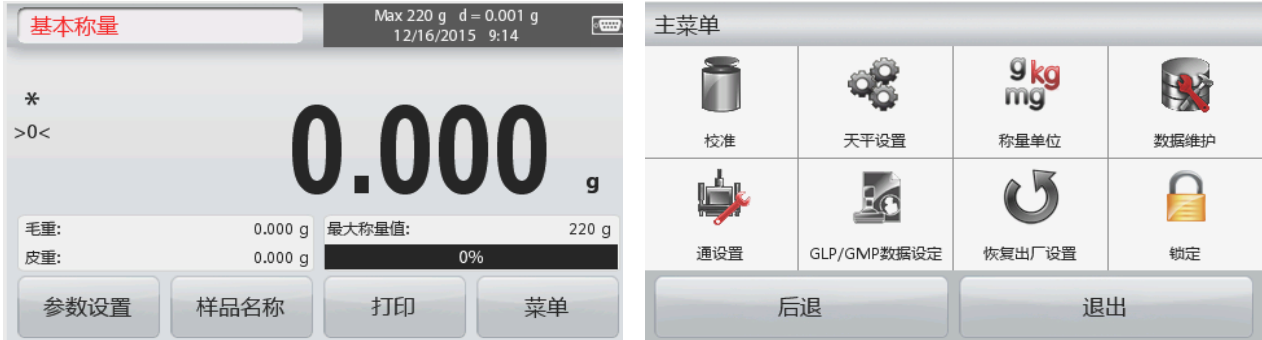 基本称量
Max 220 g d = 0.001 g
12/16/2015 9:14
*
>0<
0.000 g
毛重: 0.000 g
皮重: 0.000 g
最大称量值: 220 g
0%
参数设置 样品名称 打印 菜单
主菜单
g kg
mg
校准 天平设置 称量单位 数据维护
通设置 GLP/GMP数据设定 恢复出厂设置 锁定
后退 退出